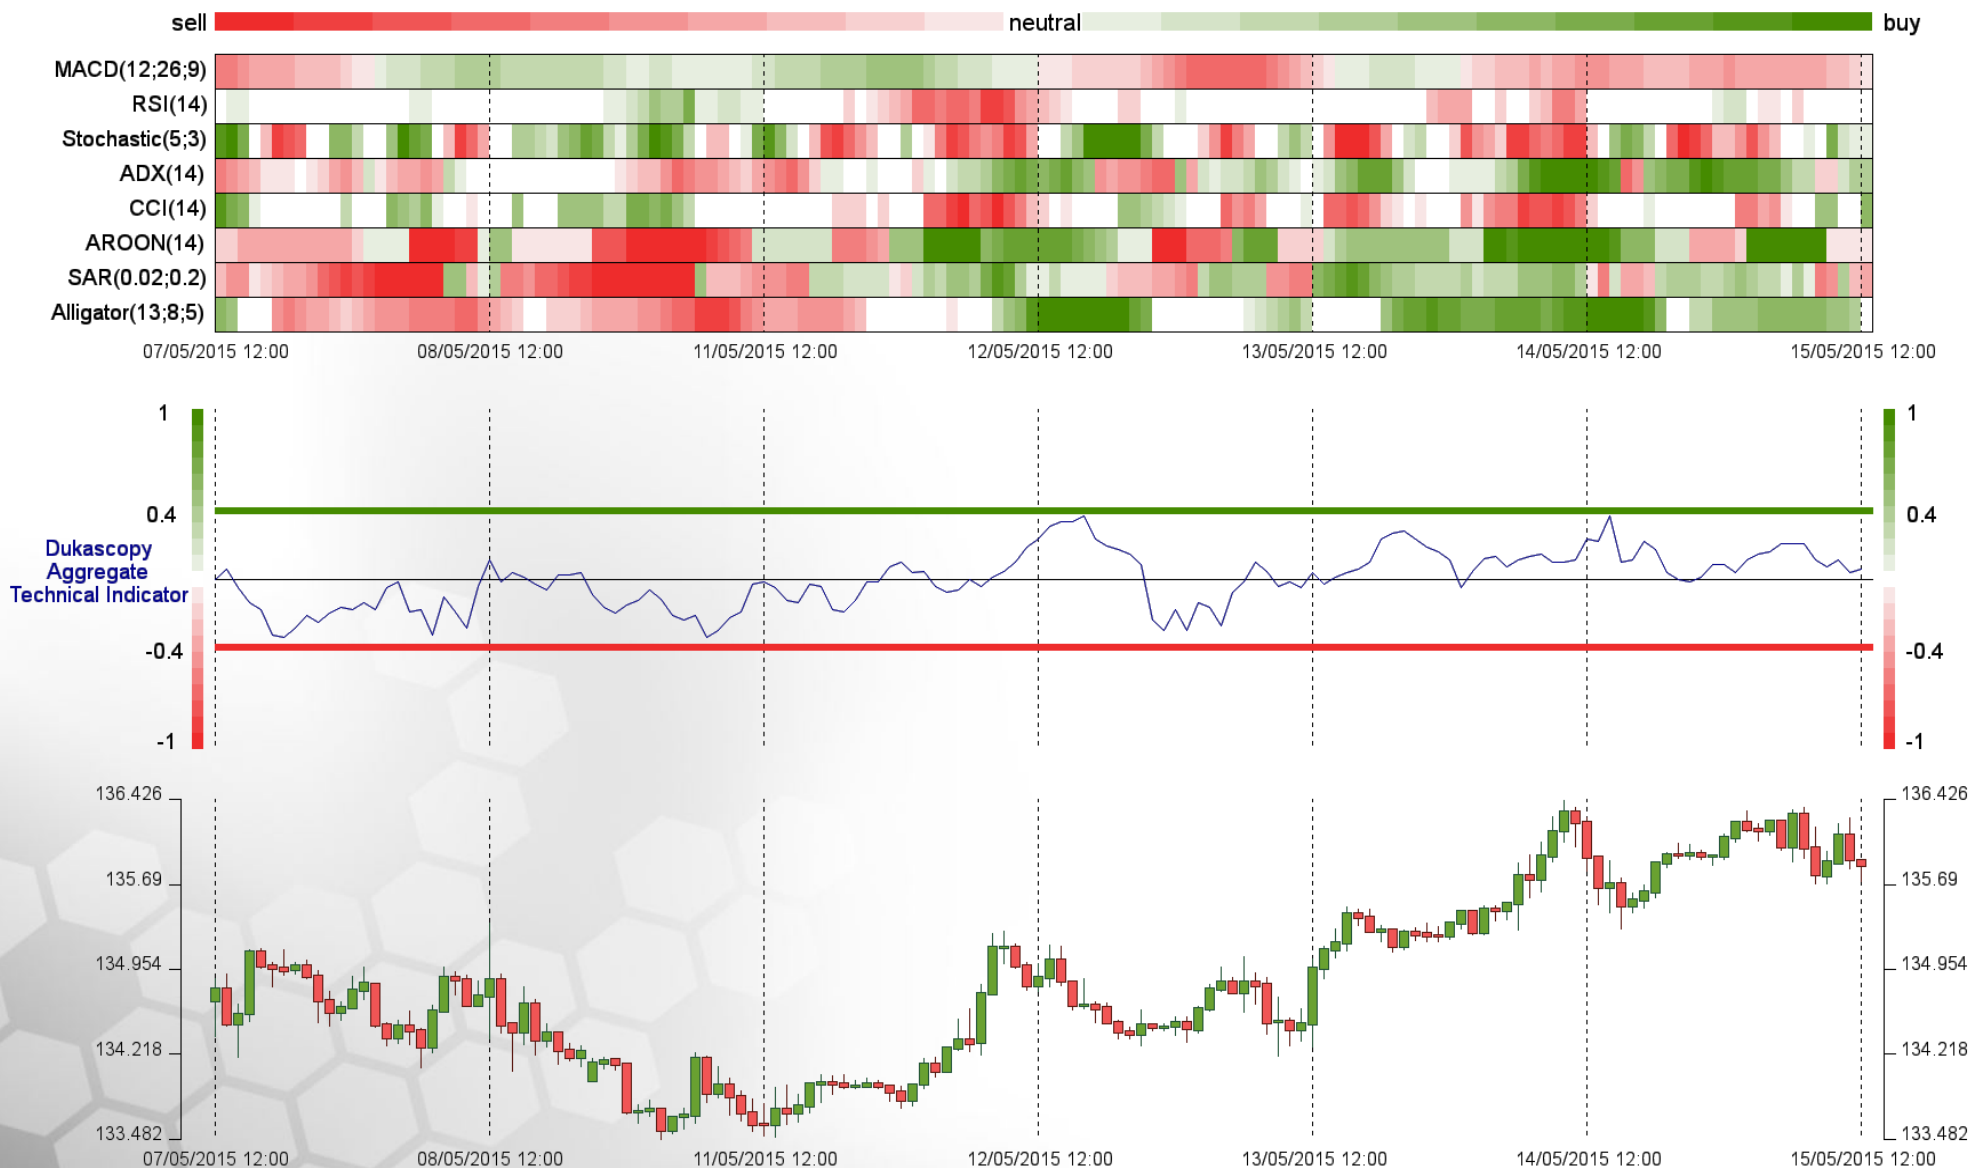 sell neutral buy
MACD(12;26;9)
RSI(14)
Stochastic(5;3)
ADX(14)
CCI(14)
AROON(14)
SAR(0.02;0.2)
Alligator(13;8;5)
07/05/2015 12:00 08/05/2015 12:00 11/05/2015 12:00 12/05/2015 12:00 13/05/2015 12:00 14/05/2015 12:00 15/05/2015 12:00
1 1
0.4 0.4
Dukascopy
Aggregate
Technical Indicator
-0.4 -0.4
-1 -1
136.426 136.426
135.69 135.69
134.954 134.954
134.218 134.218
133.482 133.482
07/05/2015 12:00 08/05/2015 12:00 11/05/2015 12:00 12/05/2015 12:00 13/05/2015 12:00 14/05/2015 12:00 15/05/2015 12:00